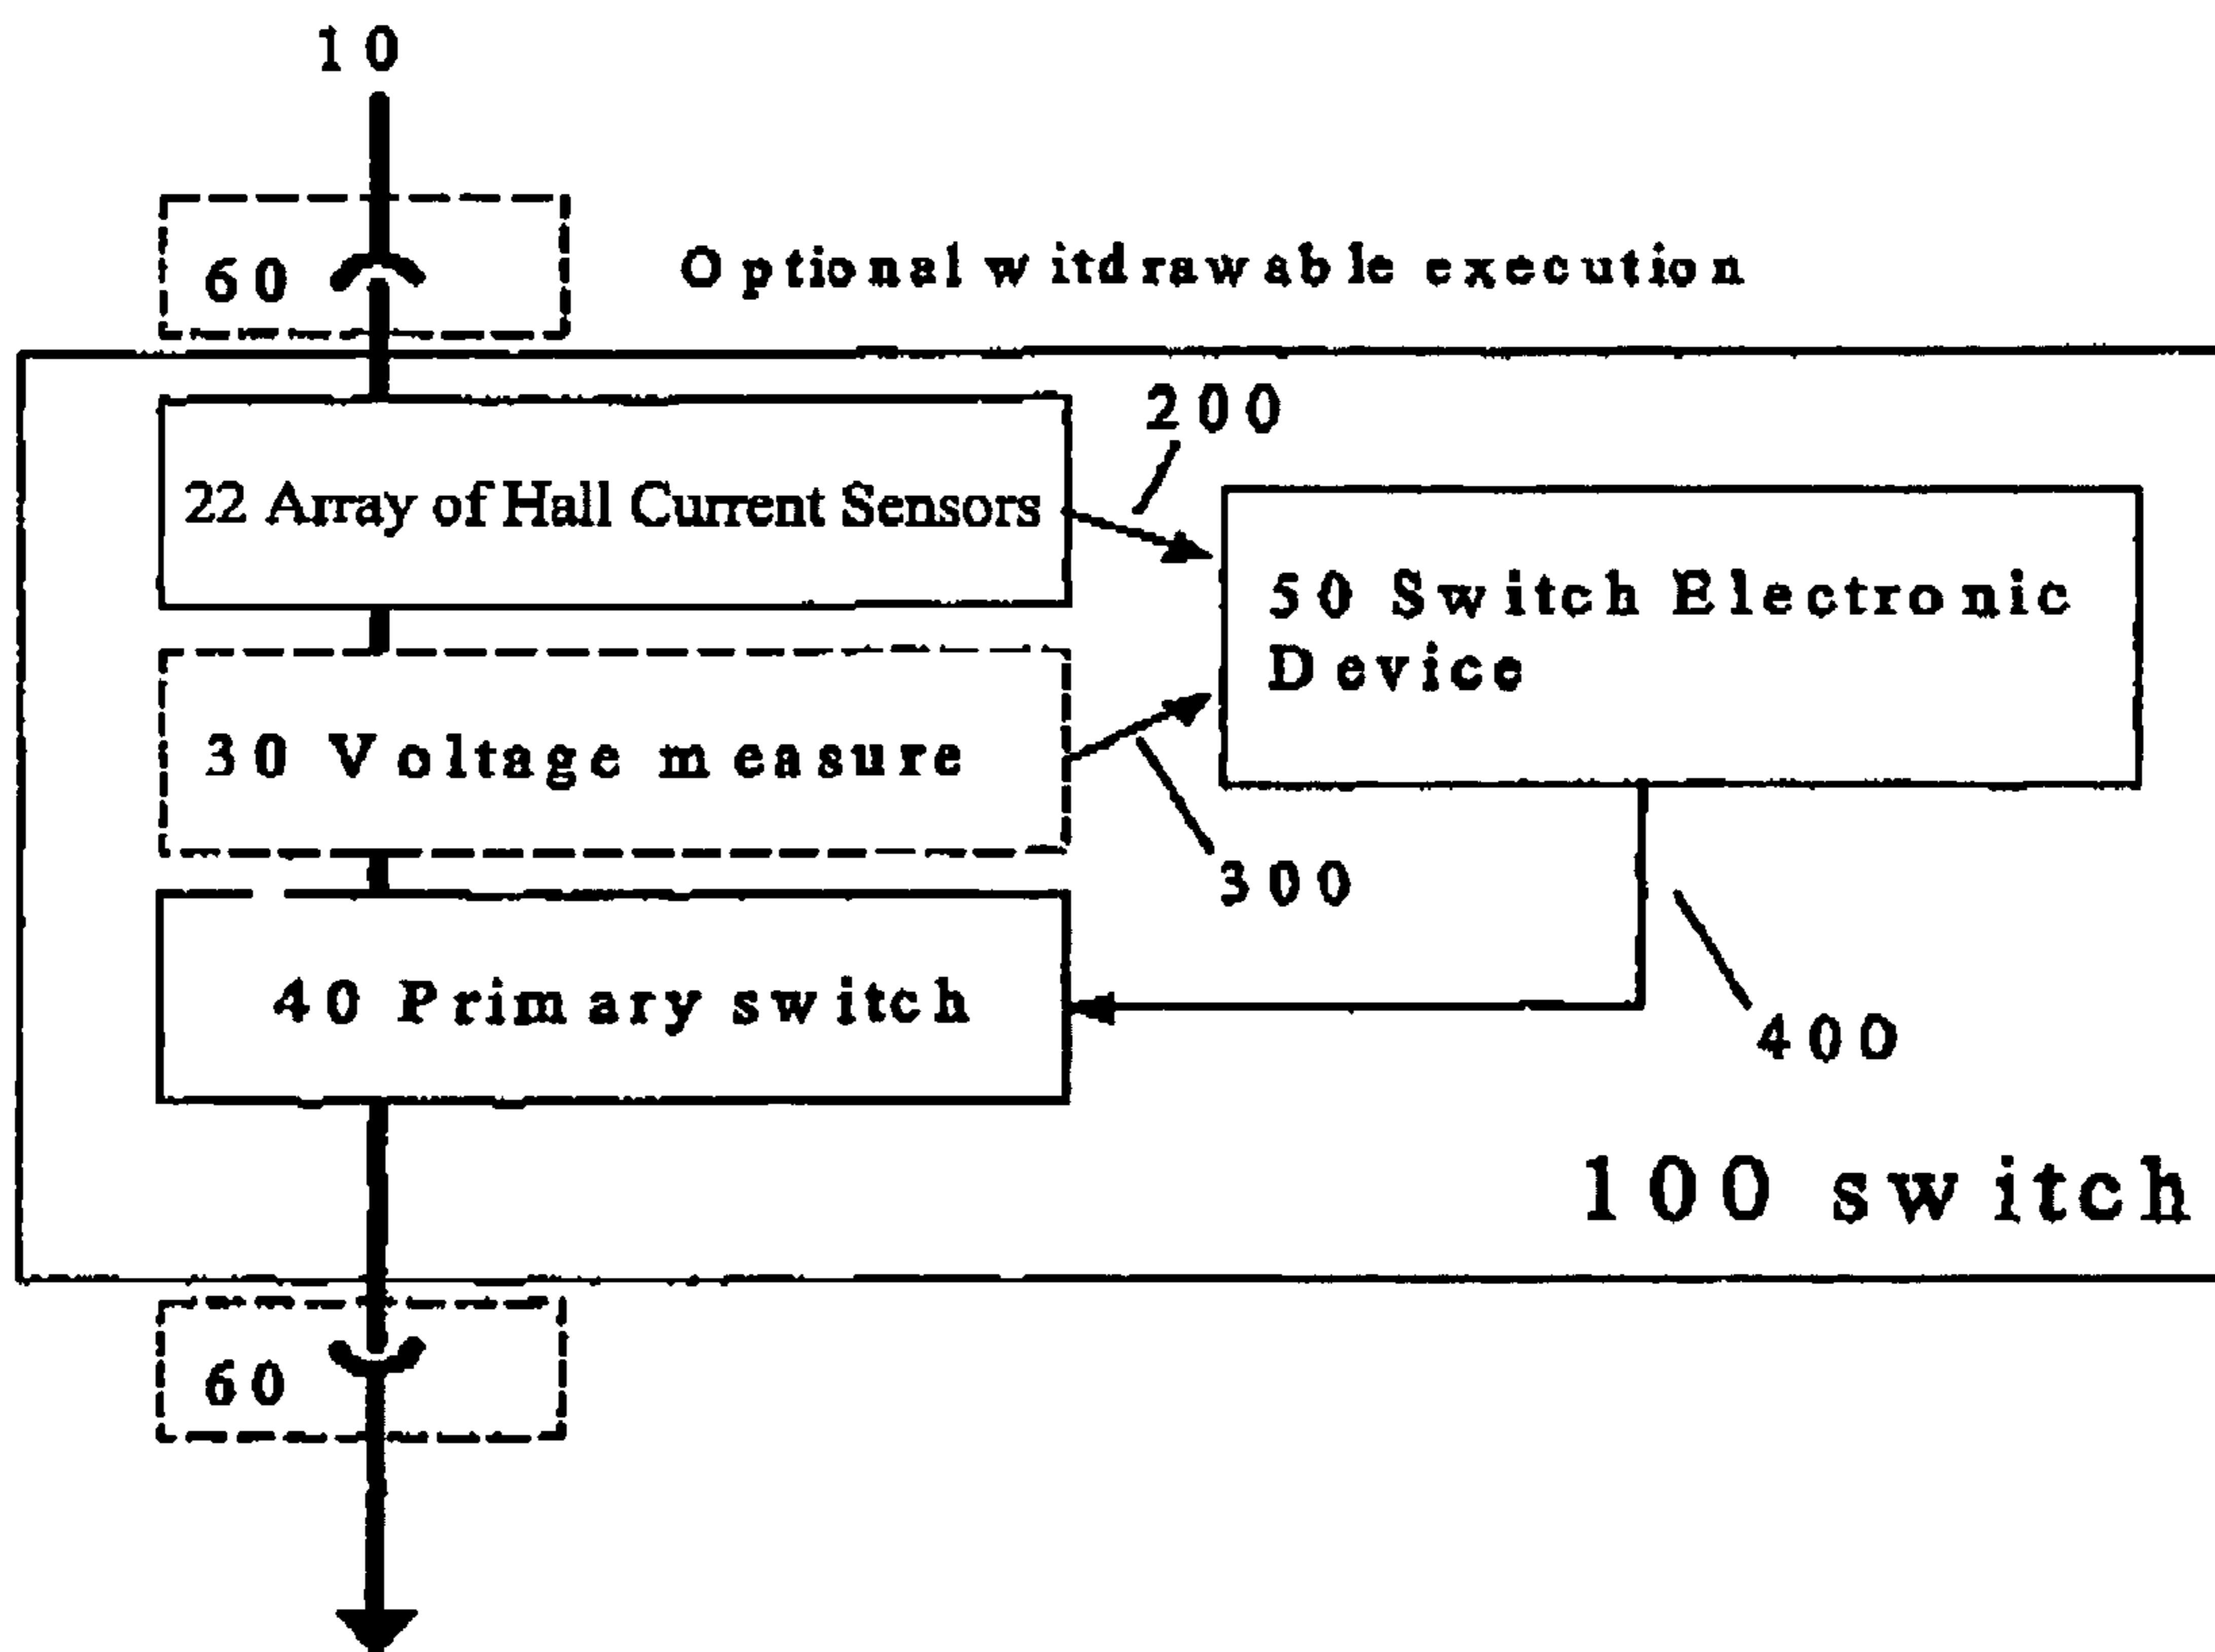 10
60
Optional witdrawable execution
200
22 Array of Hall Current Sensors
50 Switch Electronic
Device
30 Voltage measure
300
40 Primary switch
400
100 switch
60